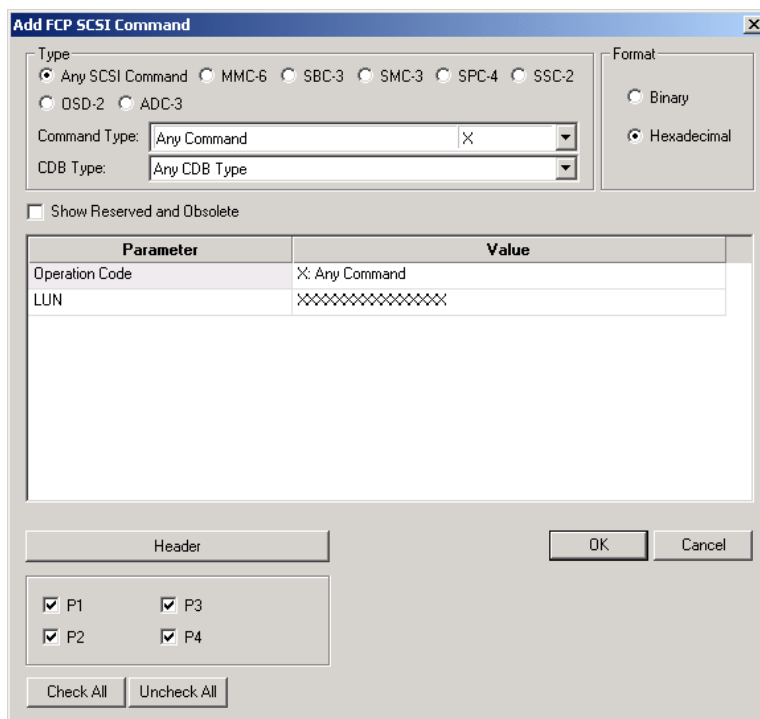 Add FCP SCSI Command
Type
Any SCSI Command MMC-6 SBC-3 SMC-3 SPC-4 SSC-2
OSD-2 ADC-3
Command Type: Any Command X
CDB Type: Any CDB Type
Format
Binary
Hexadecimal
Show Reserved and Obsolete
Parameter Value
Operation Code X: Any Command
LUN XXXXXXXXXXXXXXXX
Header OK Cancel
P1 P3
P2 P4
Check All Uncheck All